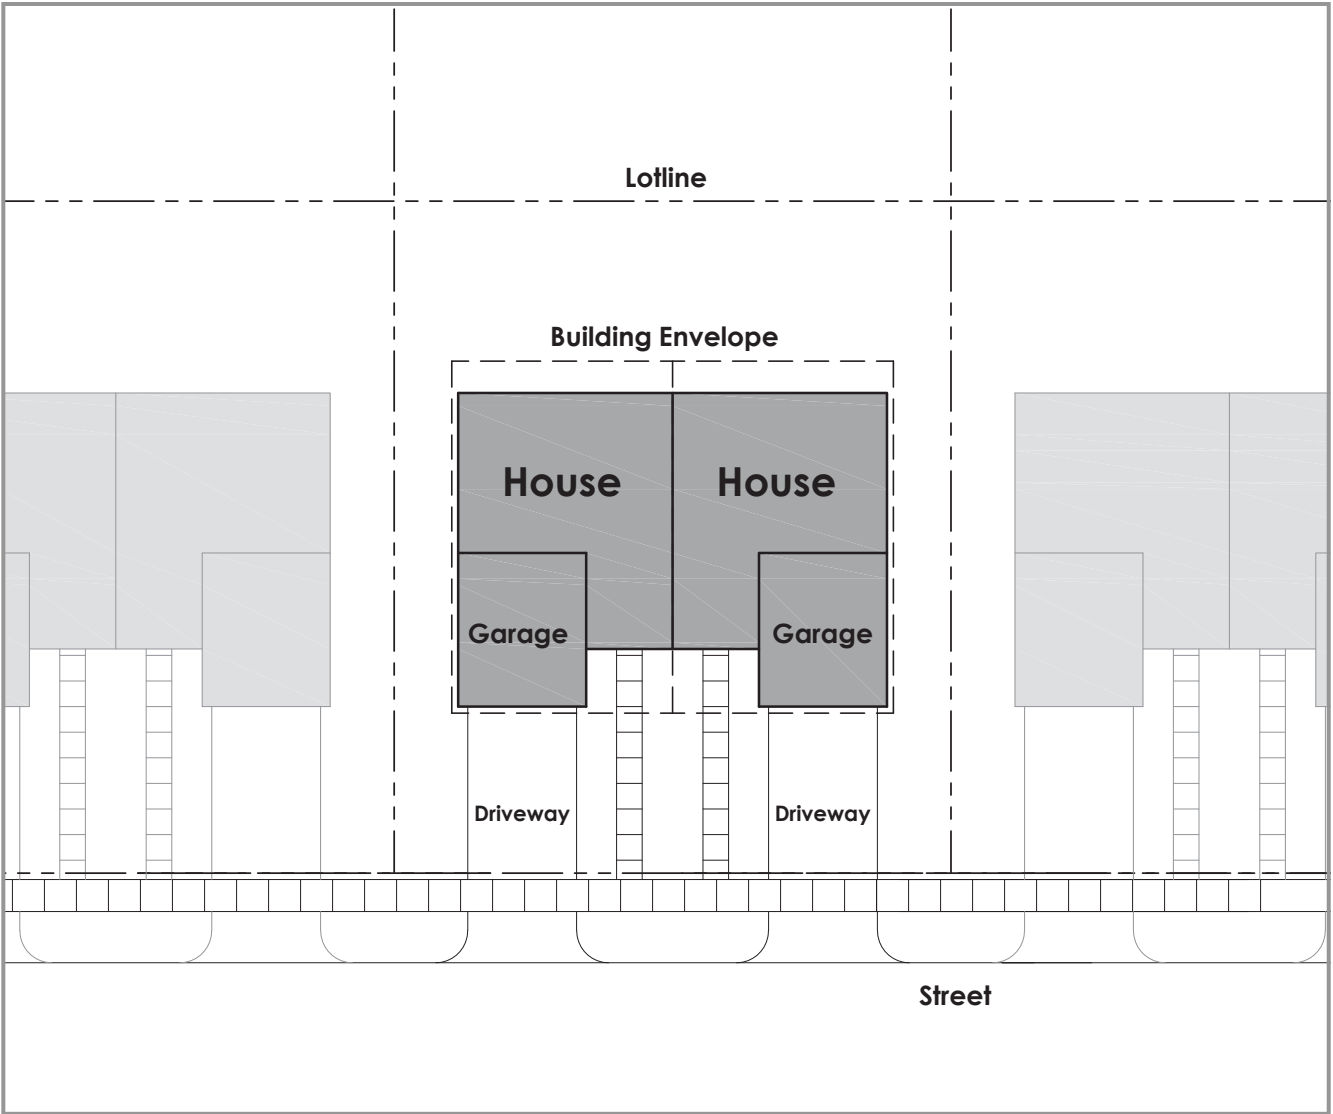 Lotline
Building Envelope
House
House
Garage
Garage
Driveway
Driveway
Street